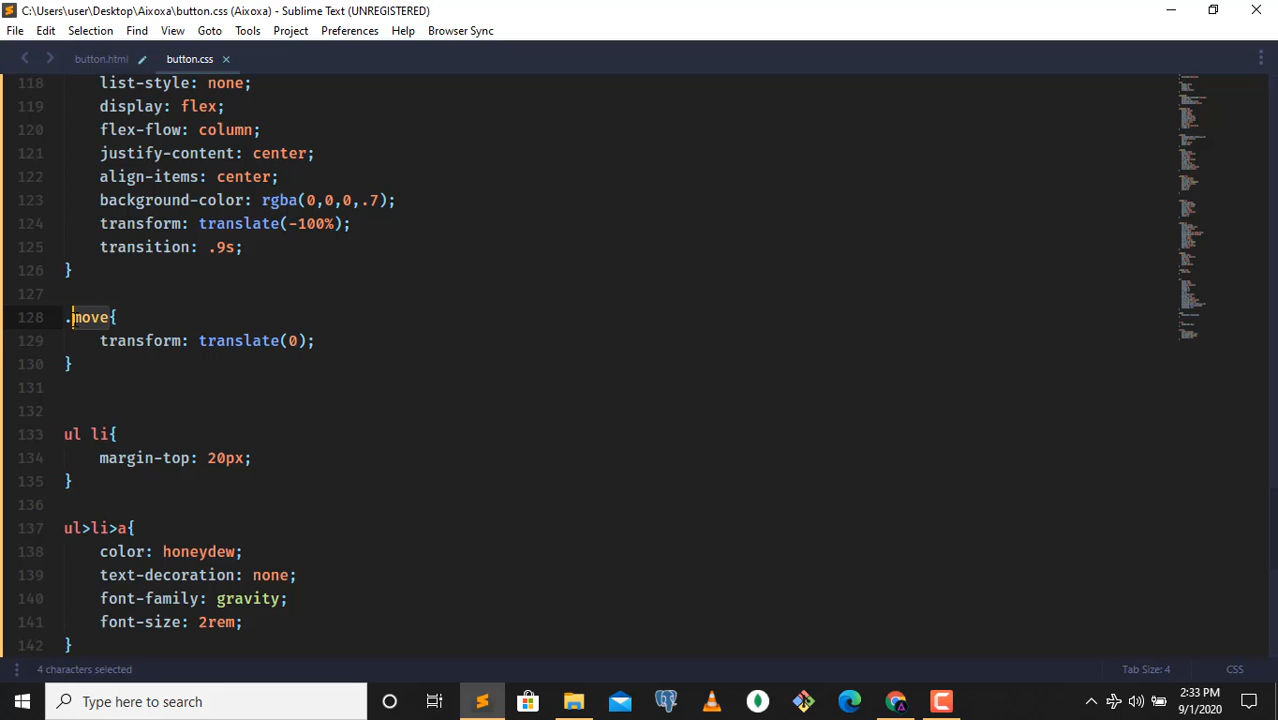 C:\Users\user\Desktop\Aixoxa\button.css (Aixoxa) - Sublime Text (UNREGISTERED)
File Edit Selection Find View Goto Tools Project Preferences Help Browser Sync
button.html button.css
118 list-style: none;
119 display: flex;
120 flex-flow: column;
121 justify-content: center;
122 align-items: center;
123 background-color: rgba(0,0,0,.7);
124 transform: translate(-100%);
125 transition: .9s;
126 }
127
128 .move{
129 transform: translate(0);
130 }
131
132
133 ul li{
134 margin-top: 20px;
135 }
136
137 ul>li>a{
138 color: honeydew;
139 text-decoration: none;
140 font-family: gravity;
141 font-size: 2rem;
142 }
4 characters selected Tab Size: 4 CSS
Type here to search
2:33 PM
9/1/2020